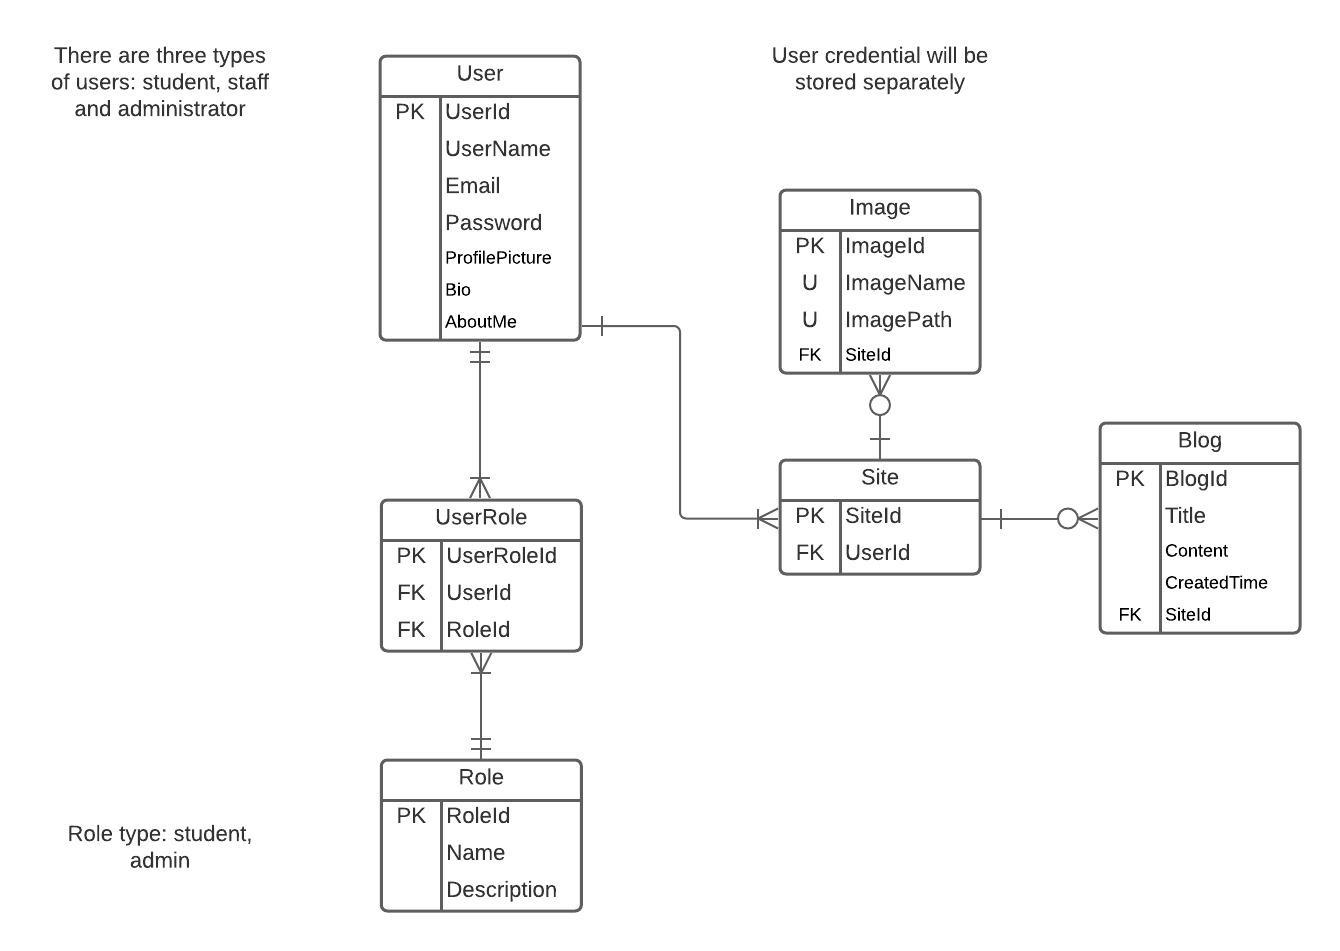 There are three types
of users: student, staff
and administrator
User credential will be
stored separately
User
PK UserId
UserName
Email
Password
ProfilePicture
Bio
AboutMe
Image
PK ImageId
U ImageName
U ImagePath
FK SiteId
Site
PK SiteId
FK UserId
Blog
PK BlogId
Title
Content
CreatedTime
FK SiteId
UserRole
PK UserRoleId
FK UserId
FK RoleId
Role
PK RoleId
Name
Description
Role type: student,
admin